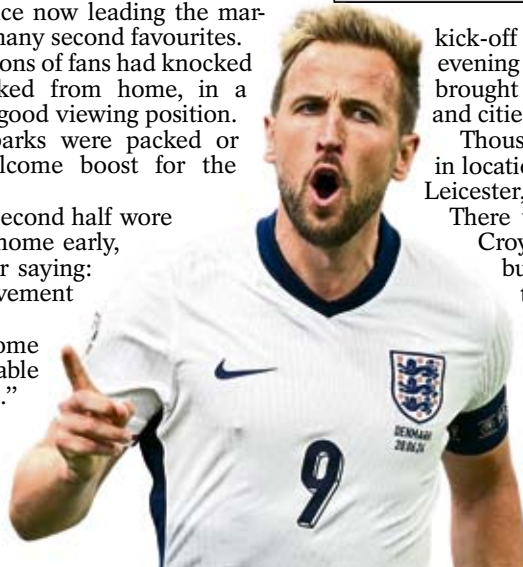 ce now leading the mar-
many second favourites.
ons of fans had knocked
ked from home, in a
good viewing position.
arks were packed or
lcome boost for the
econd half wore
home early,
r saying:
vement
ome
able
.”
kick-off
evening
brought
and cities
Thous
in locatio
Leicester,
There
Croy
bu
t
DENMARK
20.06.24
9